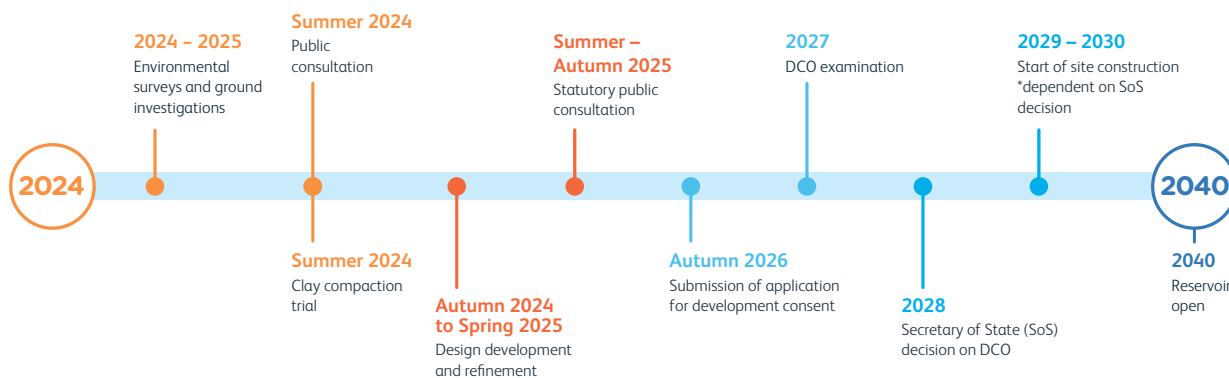 2024
2024 – 2025
Environmental
surveys and ground
investigations
Summer 2024
Public
consultation
Summer 2024
Clay compaction
trial
Autumn 2024
to Spring 2025
Design development
and refinement
Summer –
Autumn 2025
Statutory public
consultation
Autumn 2026
Submission of application
for development consent
2027
DCO examination
2028
Secretary of State (SoS)
decision on DCO
2029 – 2030
Start of site construction
*dependent on SoS
decision
2040
2040
Reservoir
open